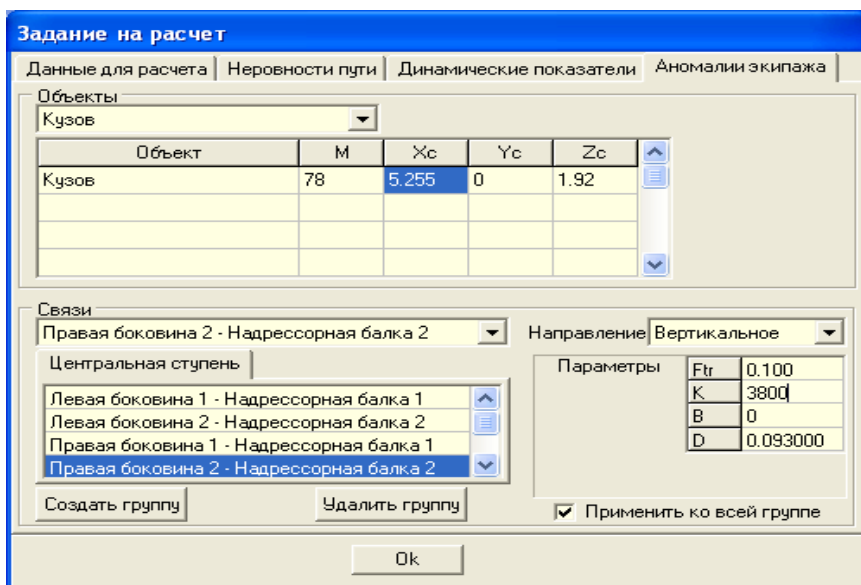 Задание на расчет
Данные для расчета Неровности пути Динамические показатели Аномалии экипажа
Объекты
Кузов
Объект M Xc Yc Zc
Кузов 78 5.255 0 1.92
Связи
Правая боковина 2 - Надрессорная балка 2 Направление Вертикальное
Центральная ступень Параметры Ftr 0.100
Левая боковина 1 - Надрессорная балка 1 K 3800
Левая боковина 2 - Надрессорная балка 2 B 0
Правая боковина 1 - Надрессорная балка 1 D 0.093000
Правая боковина 2 - Надрессорная балка 2
Создать группу Удалить группу Применить ко всей группе
Ok